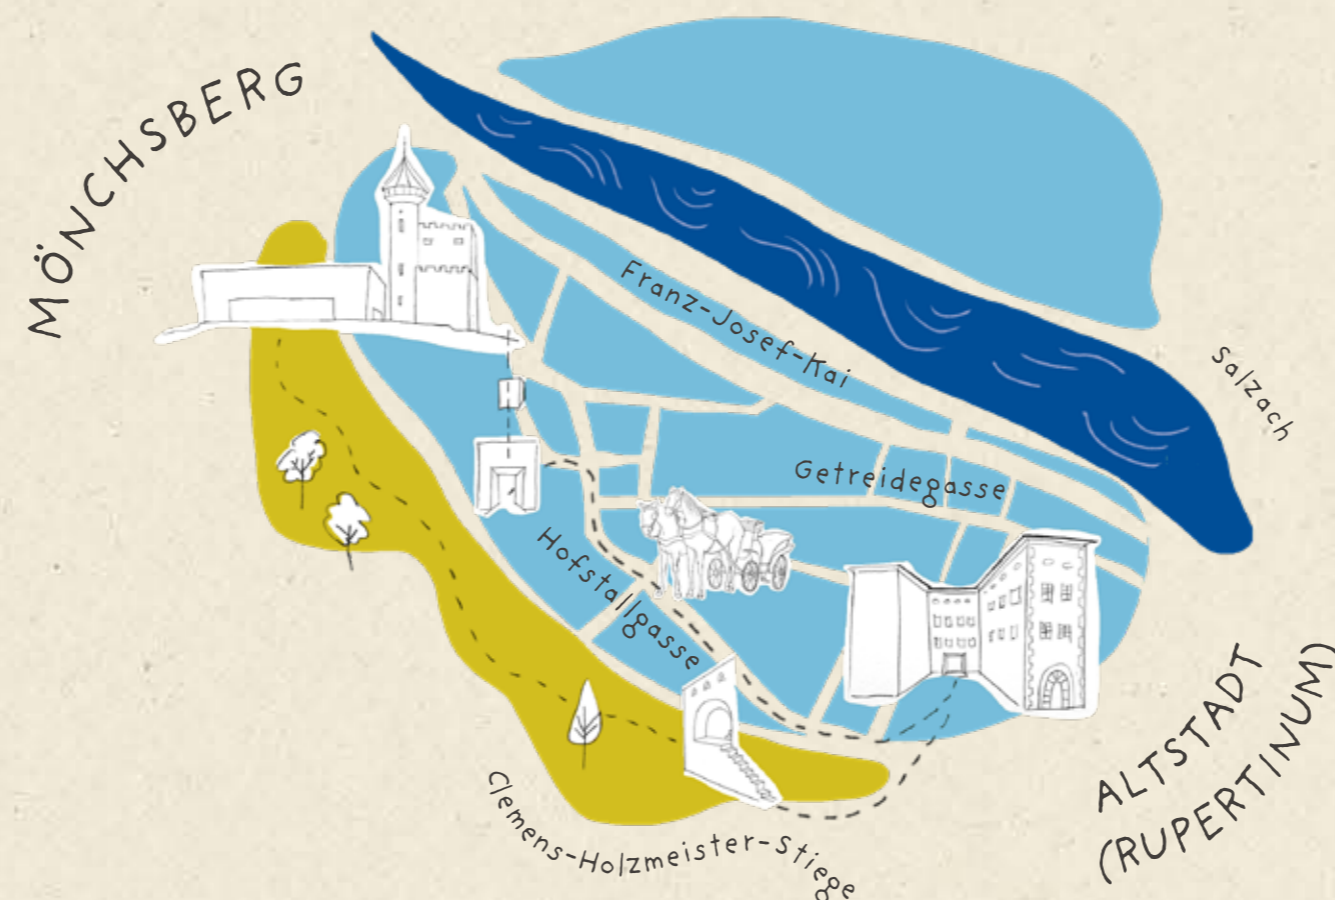 MÖNCHSBERG
Franz-Josef-Kai
Salzach
Getreidegasse
Hofstallgasse
ALTSTADT
(RUPERTINUM)
Clemens-Holzmeister-Stiege